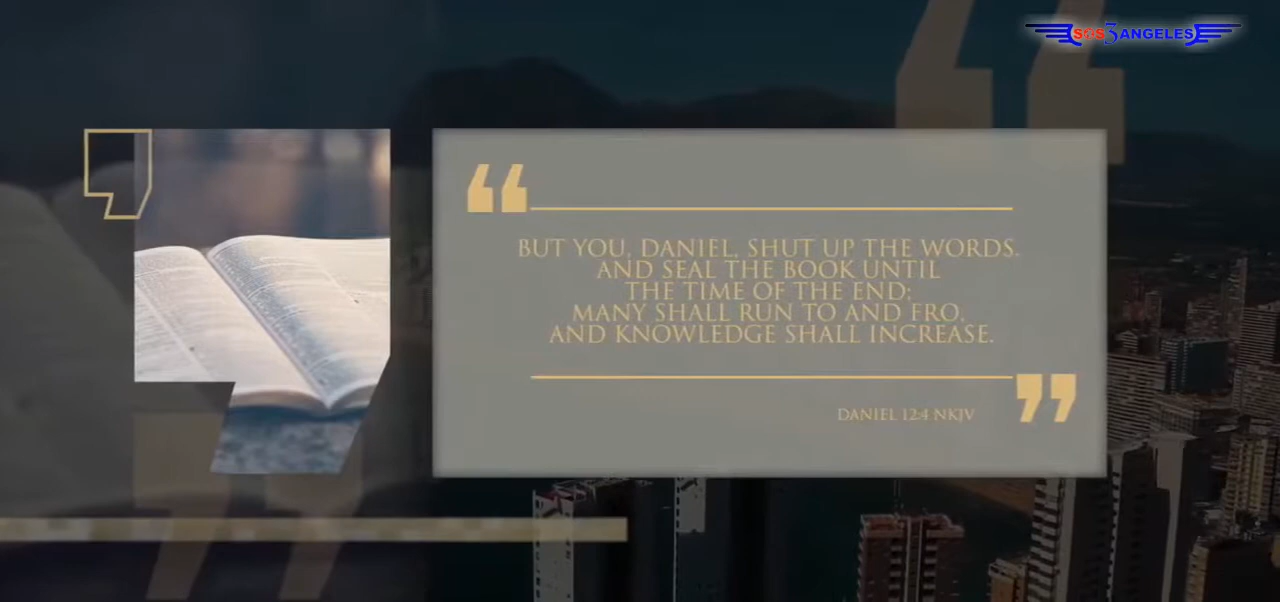 SOS3ANGELES
BUT YOU, DANIEL, SHUT UP THE WORDS,
AND SEAL THE BOOK UNTIL
THE TIME OF THE END;
MANY SHALL RUN TO AND FRO,
AND KNOWLEDGE SHALL INCREASE.
DANIEL 12:4 NKJV